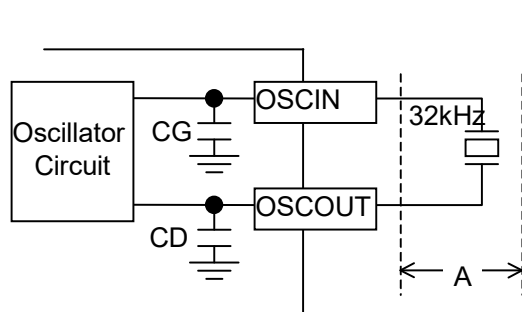 OSCIN
32kHz
CG
Oscillator
Circuit
OSCOUT
CD
A